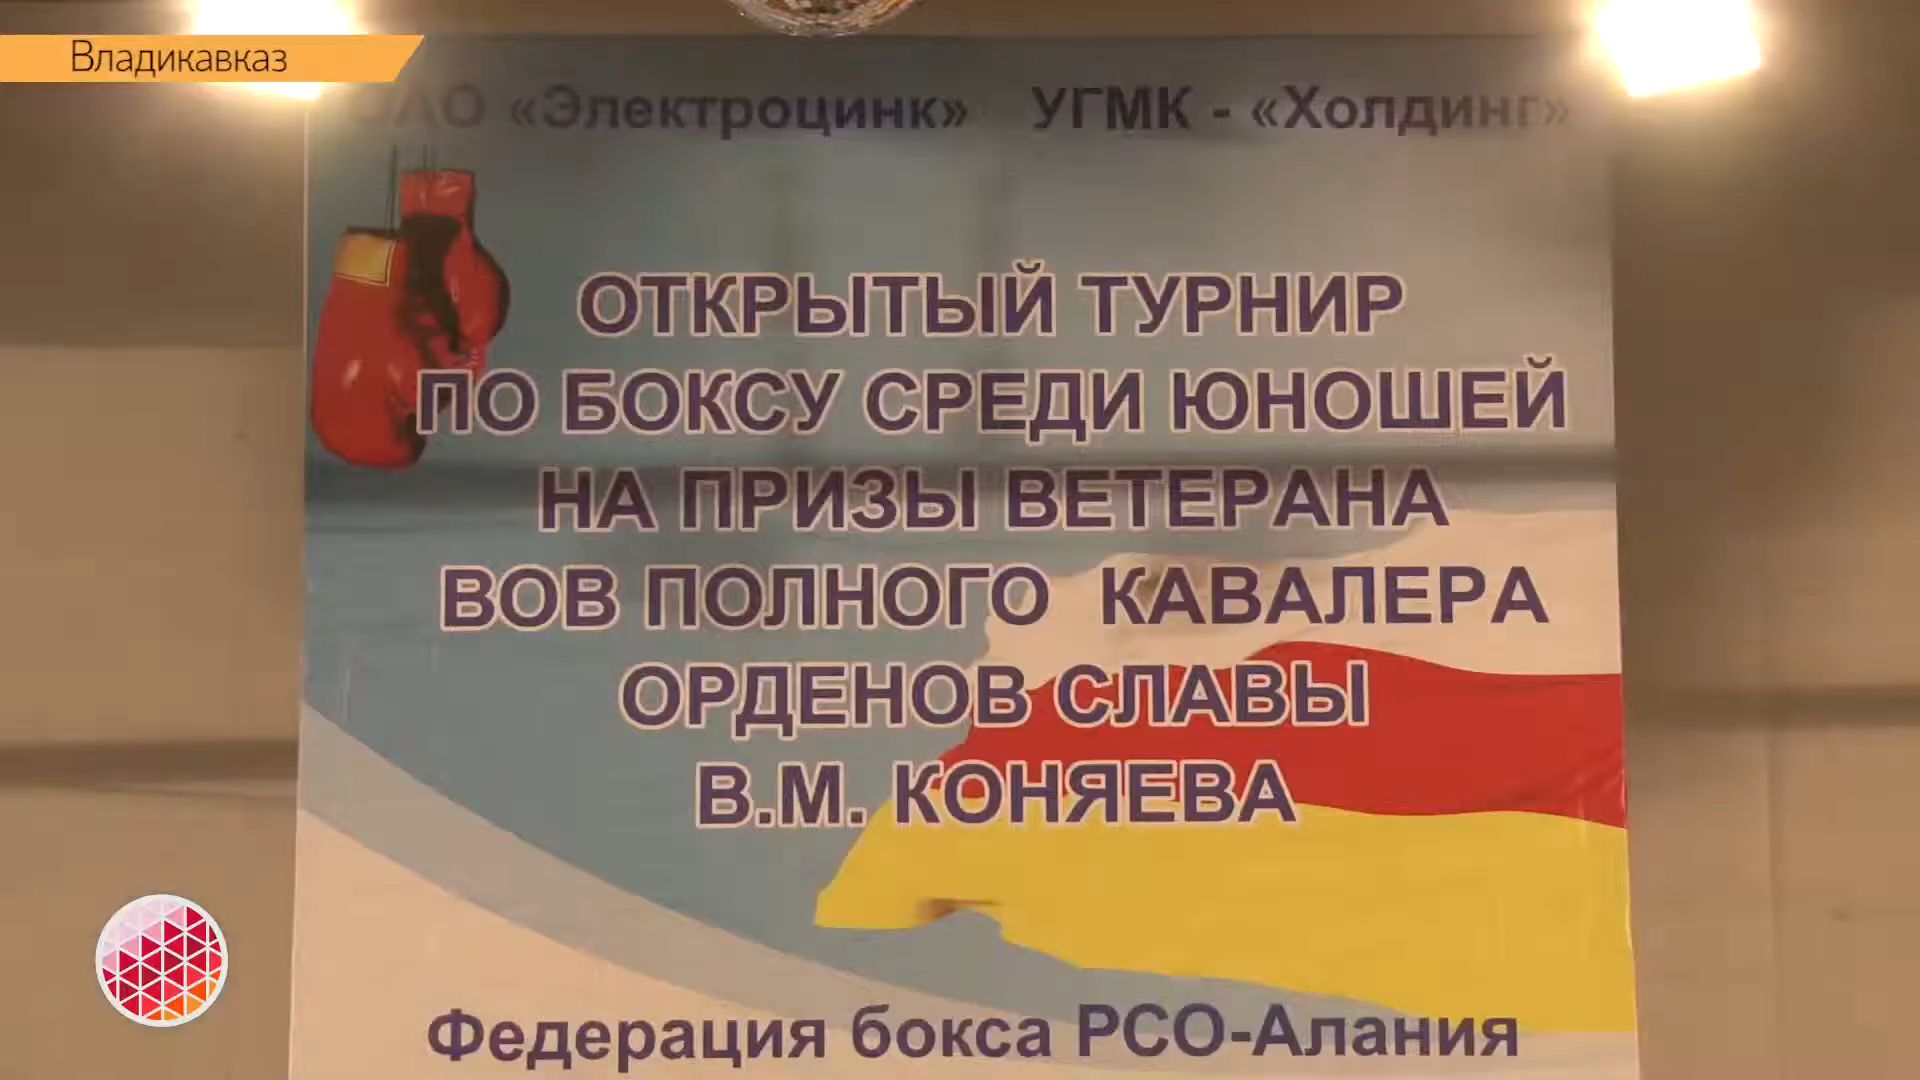 Владикавказ
ОАО «Электроцинк» УГМК - «Холдинг»
ОТКРЫТЫЙ ТУРНИР
ПО БОКСУ СРЕДИ ЮНОШЕЙ
НА ПРИЗЫ ВЕТЕРАНА
ВОВ ПОЛНОГО КАВАЛЕРА
ОРДЕНОВ СЛАВЫ
В.М. КОНЯЕВА
Федерация бокса РСО-Алания